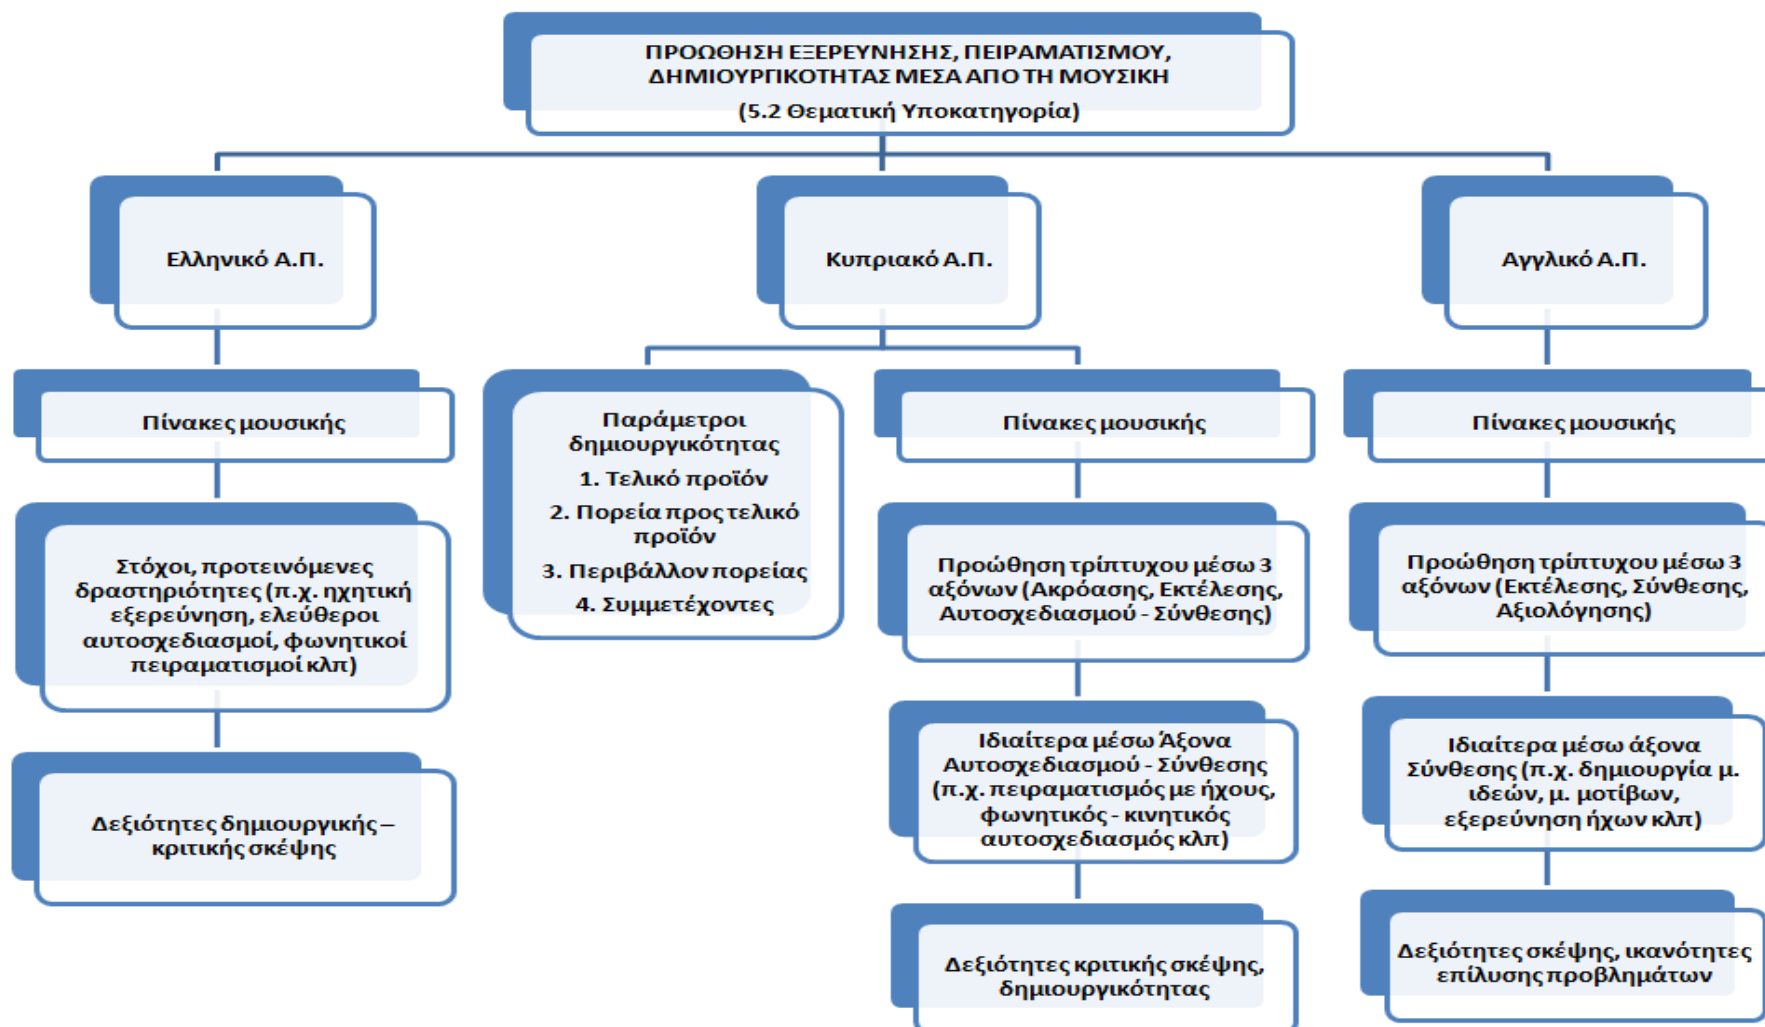 ΠΡΟΩΘΗΣΗ ΕΞΕΡΕΥΝΗΣΗΣ, ΠΕΙΡΑΜΑΤΙΣΜΟΥ,
ΔΗΜΙΟΥΡΓΙΚΟΤΗΤΑΣ ΜΕΣΑ ΑΠΟ ΤΗ ΜΟΥΣΙΚΗ
(5.2 Θεματική Υποκατηγορία)
Ελληνικό Α.Π.
Πίνακες μουσικής
Στόχοι, προτεινόμενες
δραστηριότητες (π.χ. ηχητική
εξερεύνηση, ελεύθεροι
αυτοσχεδιασμοί, φωνητικοί
πειραματισμοί κλπ)
Δεξιότητες δημιουργικής –
κριτικής σκέψης
Κυπριακό Α.Π.
Παράμετροι
δημιουργικότητας
1. Τελικό προϊόν
2. Πορεία προς τελικό
προϊόν
3. Περιβάλλον πορείας
4. Συμμετέχοντες
Πίνακες μουσικής
Προώθηση τρίπτυχου μέσω 3
αξόνων (Ακρόασης, Εκτέλεσης,
Αυτοσχεδιασμού - Σύνθεσης)
Ιδιαίτερα μέσω Άξονα
Αυτοσχεδιασμού - Σύνθεσης
(π.χ. πειραματισμός με ήχους,
φωνητικός - κινητικός
αυτοσχεδιασμός κλπ)
Δεξιότητες κριτικής σκέψης,
δημιουργικότητας
Αγγλικό Α.Π.
Πίνακες μουσικής
Προώθηση τρίπτυχου μέσω 3
αξόνων (Εκτέλεσης, Σύνθεσης,
Αξιολόγησης)
Ιδιαίτερα μέσω άξονα
Σύνθεσης (π.χ. δημιουργία μ.
ιδεών, μ. μοτίβων,
εξερεύνηση ήχων κλπ)
Δεξιότητες σκέψης, ικανότητες
επίλυσης προβλημάτων